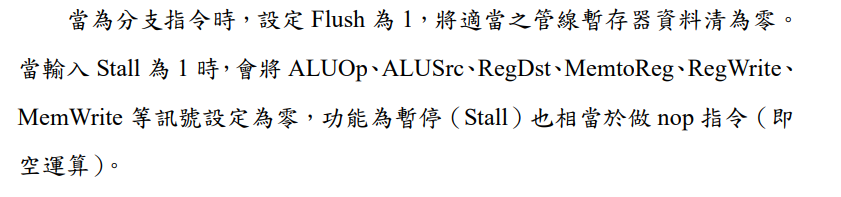 當為分支指令時，設定 Flush 為 1，將適當之管線暫存器資料清為零。
當輸入 Stall 為 1 時，會將 ALUOp、ALUSrc、RegDst、MemtoReg、RegWrite、
MemWrite 等訊號設定為零，功能為暫停（Stall）也相當於做 nop 指令（即
空運算）。